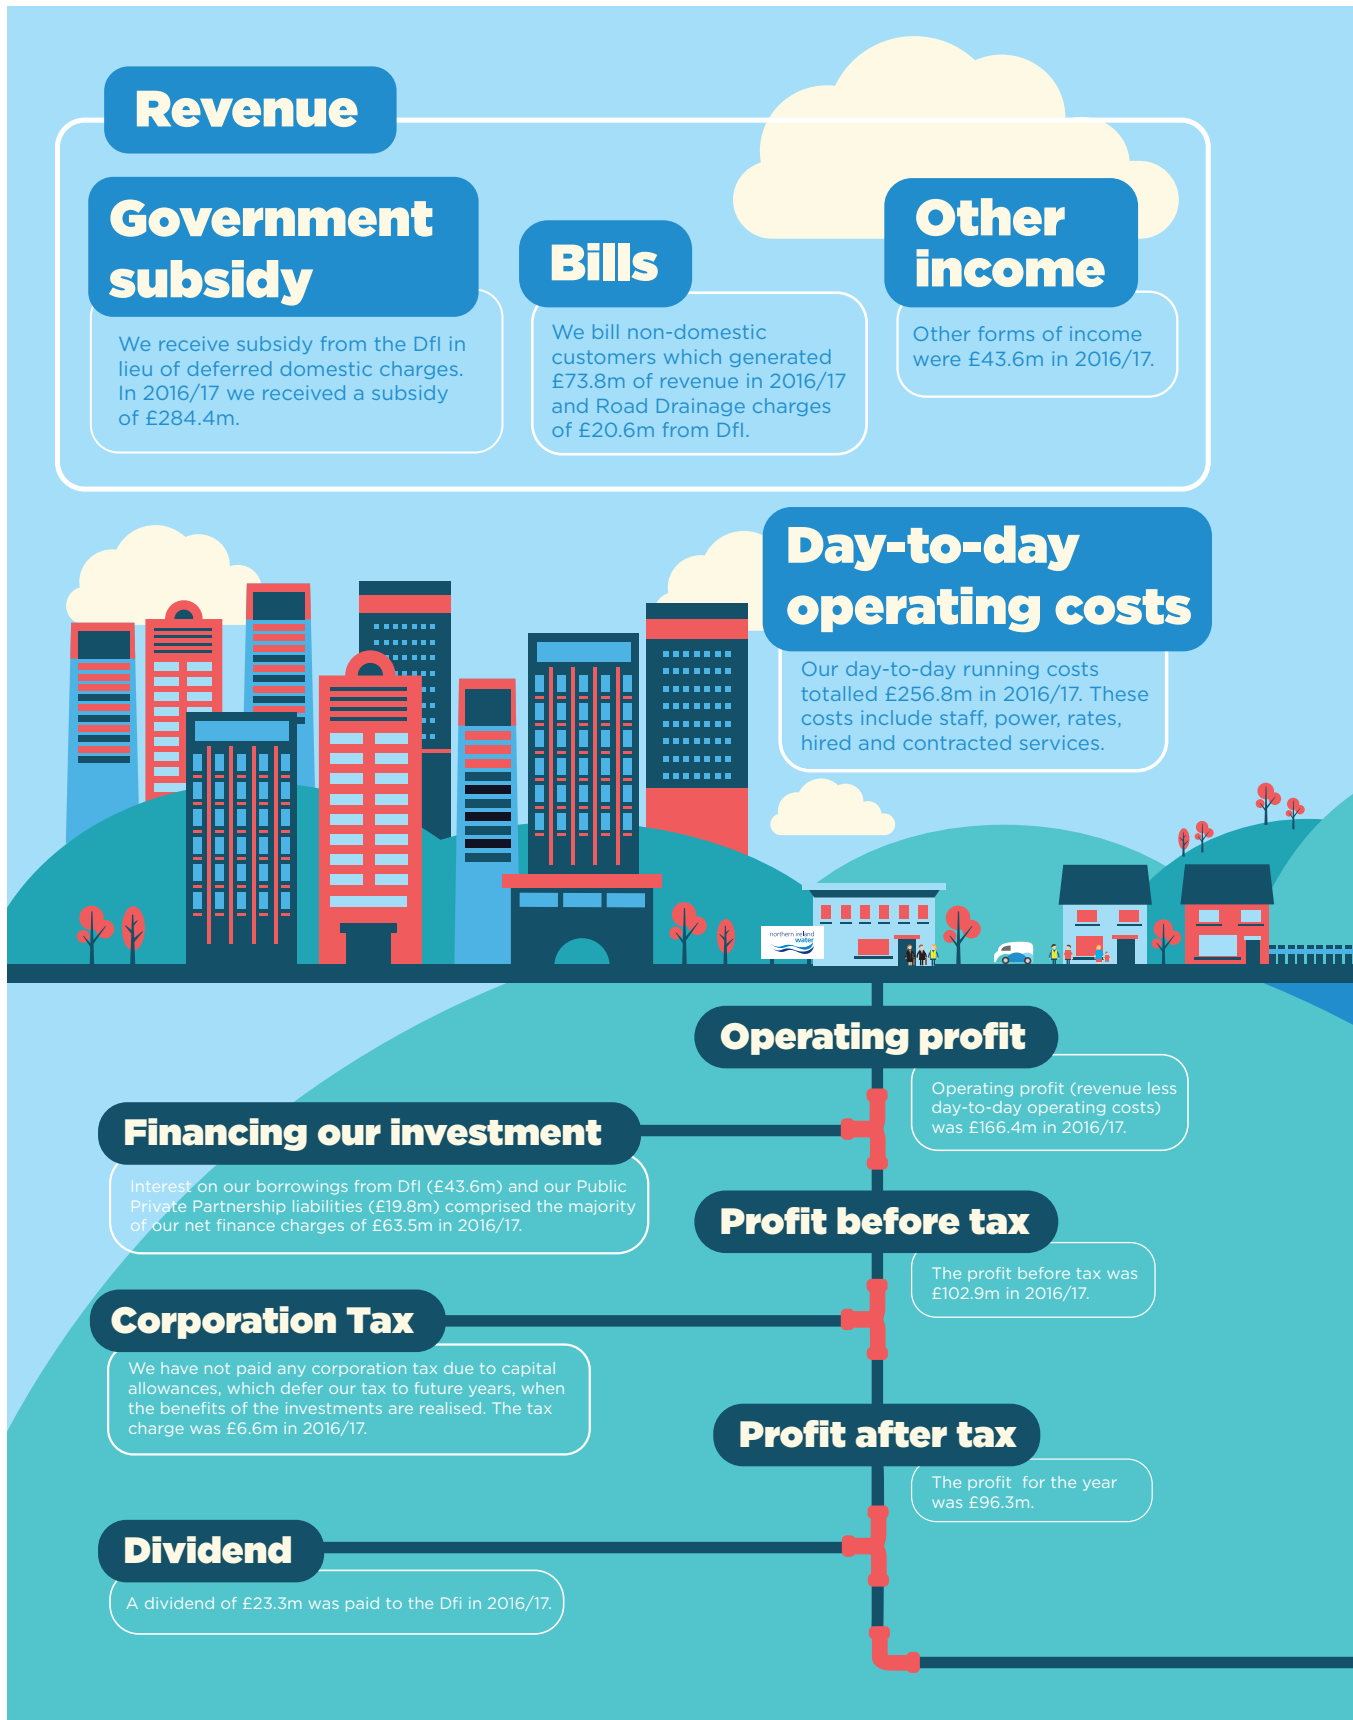 Revenue
Government
subsidy
We receive subsidy from the DfI in
lieu of deferred domestic charges.
In 2016/17 we received a subsidy
of £284.4m.
Bills
We bill non-domestic
customers which generated
£73.8m of revenue in 2016/17
and Road Drainage charges
of £20.6m from DfI.
Other
income
Other forms of income
were £43.6m in 2016/17.
Day-to-day
operating costs
Our day-to-day running costs
totalled £256.8m in 2016/17. These
costs include staff, power, rates,
hired and contracted services.
northern ireland
water
Operating profit
Operating profit (revenue less
day-to-day operating costs)
was £166.4m in 2016/17.
Financing our investment
Interest on our borrowings from DfI (£43.6m) and our Public
Private Partnership liabilities (£19.8m) comprised the majority
of our net finance charges of £63.5m in 2016/17.
Profit before tax
The profit before tax was
£102.9m in 2016/17.
Corporation Tax
We have not paid any corporation tax due to capital
allowances, which defer our tax to future years, when
the benefits of the investments are realised. The tax
charge was £6.6m in 2016/17.
Profit after tax
The profit for the year
was £96.3m.
Dividend
A dividend of £23.3m was paid to the Dfi in 2016/17.